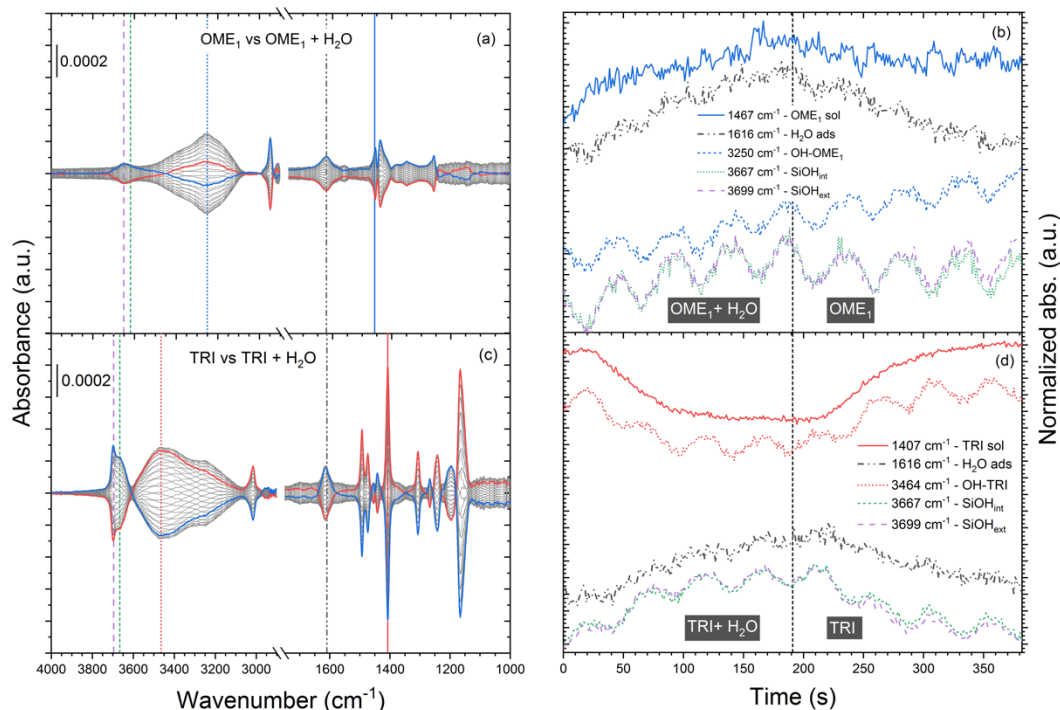 OME₁ vs OME₁ + H₂O
(a)
0.0002
TRI vs TRI + H₂O
(c)
0.0002
Absorbance (a.u.)
4000 3800 3600 3400 3200 3000 1600 1400 1200 1000
Wavenumber (cm⁻¹)
(b)
1467 cm⁻¹ - OME₁ sol
1616 cm⁻¹ - H₂O ads
3250 cm⁻¹ - OH-OME₁
3667 cm⁻¹ - SiOHint
3699 cm⁻¹ - SiOHext
OME₁+ H₂O
OME₁
(d)
1407 cm⁻¹ - TRI sol
1616 cm⁻¹ - H₂O ads
3464 cm⁻¹ - OH-TRI
3667 cm⁻¹ - SiOHint
3699 cm⁻¹ - SiOHext
TRI+ H₂O
TRI
0 50 100 150 200 250 300 350
Time (s)
Normalized abs. (a.u.)